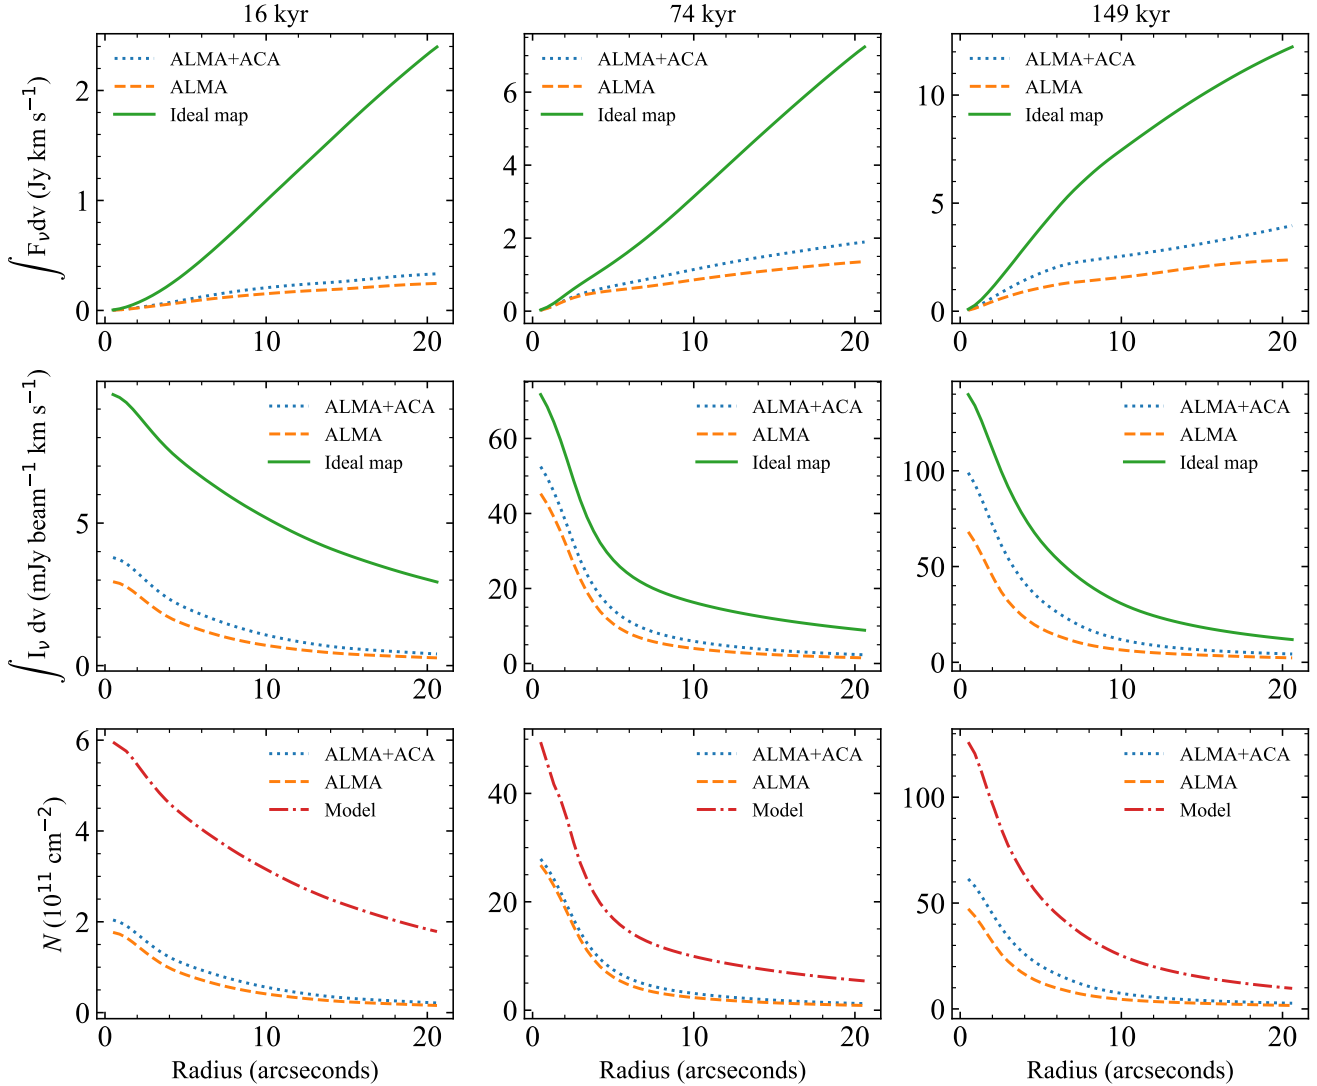 16 kyr 74 kyr 149 kyr
∫ Fνdv (Jy km s⁻¹)
ALMA+ACA
ALMA
Ideal map
2
1
0
0 10 20
ALMA+ACA
ALMA
Ideal map
6
4
2
0
0 10 20
ALMA+ACA
ALMA
Ideal map
10
5
0
0 10 20
∫ Iν dv (mJy beam⁻¹ km s⁻¹)
ALMA+ACA
ALMA
Ideal map
5
0
0 10 20
ALMA+ACA
ALMA
Ideal map
60
40
20
0
0 10 20
ALMA+ACA
ALMA
Ideal map
100
50
0
0 10 20
N (10¹¹ cm⁻²)
ALMA+ACA
ALMA
Model
6
4
2
0
0 10 20
Radius (arcseconds)
ALMA+ACA
ALMA
Model
40
20
0
0 10 20
Radius (arcseconds)
ALMA+ACA
ALMA
Model
100
50
0
0 10 20
Radius (arcseconds)